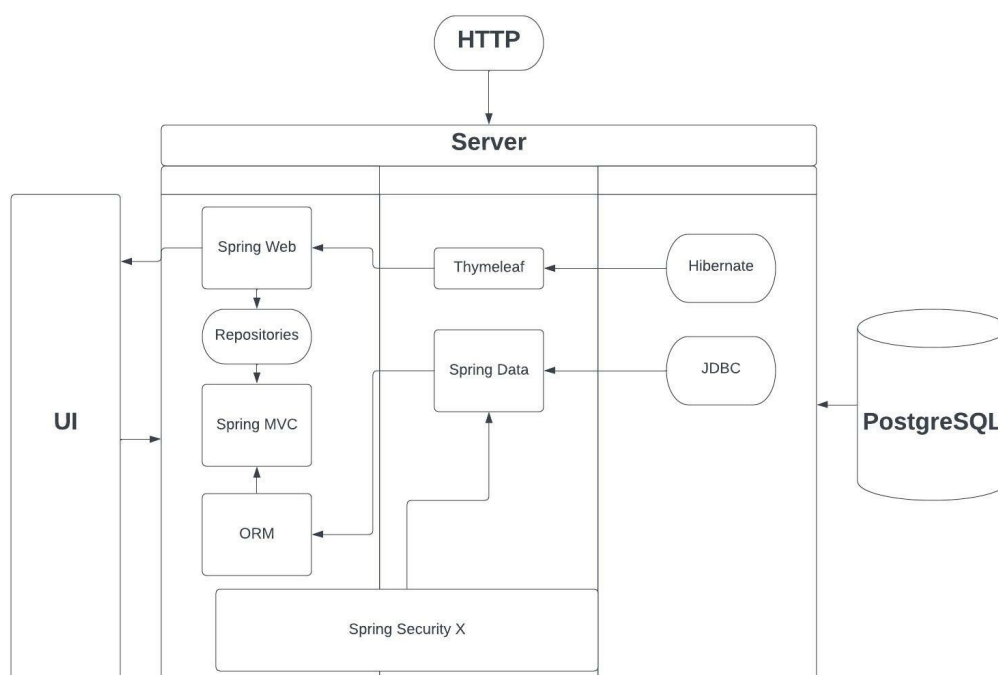 HTTP
Server
Spring Web
Thymeleaf
Hibernate
Repositories
Spring Data
JDBC
UI
Spring MVC
PostgreSQL
ORM
Spring Security X